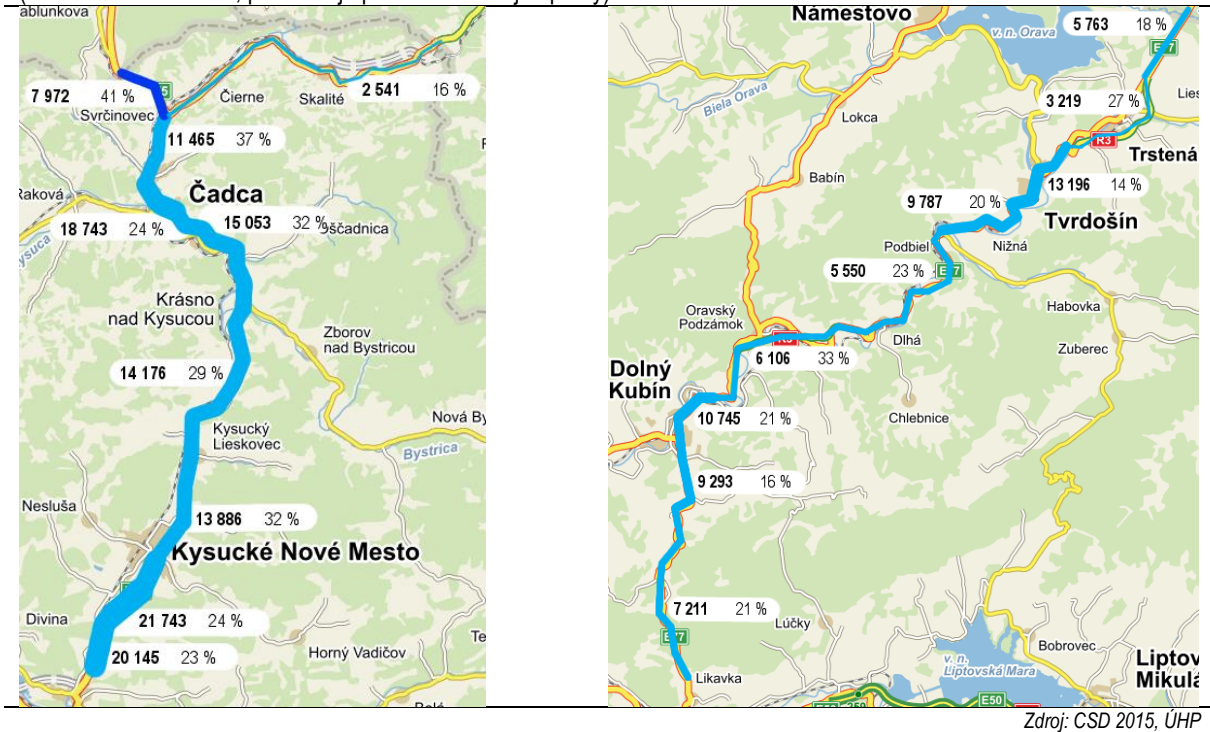 ablunkova
7 972 41 %
Svrčinovec
Čierne
Skalité
2 541 16 %
11 465 37 %
Čadca
Raková
18 743 24 %
15 053 32 %
ščadnica
ysuca
Krásno
nad Kysucou
Zborov
nad Bystricou
14 176 29 %
Nová By
Kysucký
Lieskovec
Bystrica
Nesluša
13 886 32 %
Kysucké Nové Mesto
Divina
21 743 24 %
20 145 23 %
Horný Vadičov
Te
Námestovo
v. n. Orava
5 763 18 %
E77
Biela Orava
Lokca
3 219 27 %
Lies
R3
Trstená
Babín
13 196 14 %
9 787 20 %
Tvrdošín
Podbiel
Nižná
5 550 23 %
E77
Habovka
Oravský
Podzámok
R3
Dlhá
Zuberec
6 106 33 %
Dolný
Kubín
Chlebnice
10 745 21 %
9 293 16 %
7 211 21 %
Lúčky
E77
Bobrovec
Likavka
v. n.
Liptovská Mara
Liptov
Mikulá
E50
Zdroj: CSD 2015, ÚHP